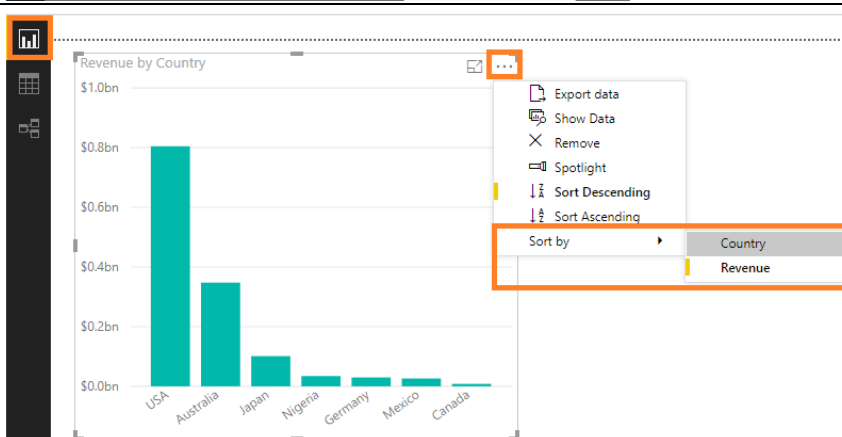 Revenue by Country
$1.0bn
$0.8bn
$0.6bn
$0.4bn
$0.2bn
$0.0bn
USA
Australia
Japan
Nigeria
Germany
Mexico
Canada
Export data
Show Data
Remove
Spotlight
Sort Descending
Sort Ascending
Sort by
Country
Revenue